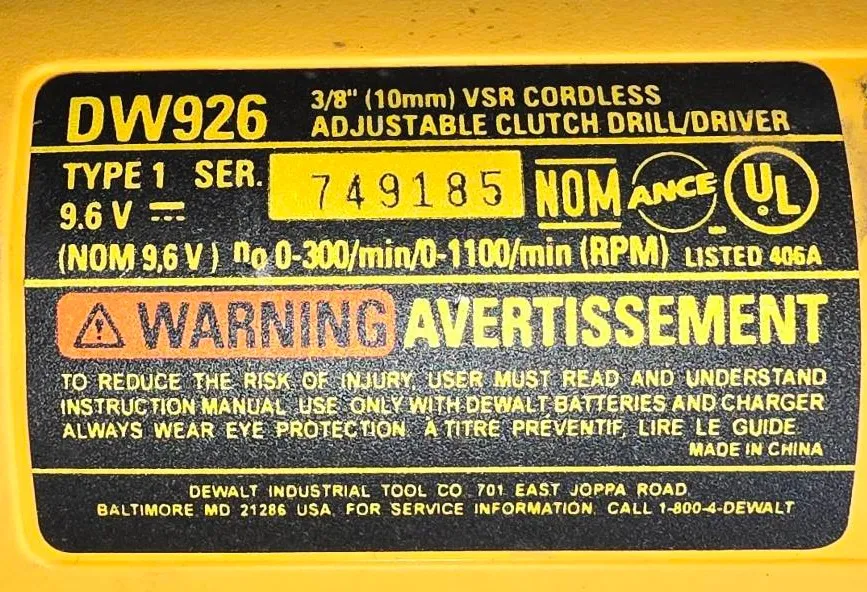 DW926 3/8" (10mm) VSR CORDLESS
ADJUSTABLE CLUTCH DRILL/DRIVER
TYPE 1 SER. 749185 NOM ANCE UL
9.6 V
(NOM 9,6 V) no 0-300/min/0-1100/min (RPM) LISTED 406A
WARNING AVERTISSEMENT
TO REDUCE THE RISK OF INJURY, USER MUST READ AND UNDERSTAND
INSTRUCTION MANUAL USE ONLY WITH DEWALT BATTERIES AND CHARGER
ALWAYS WEAR EYE PROTECTION. À TITRE PREVENTIF, LIRE LE GUIDE.
MADE IN CHINA
DEWALT INDUSTRIAL TOOL CO 701 EAST JOPPA ROAD
BALTIMORE MD 21286 USA. FOR SERVICE INFORMATION CALL 1-800-4-DEWALT